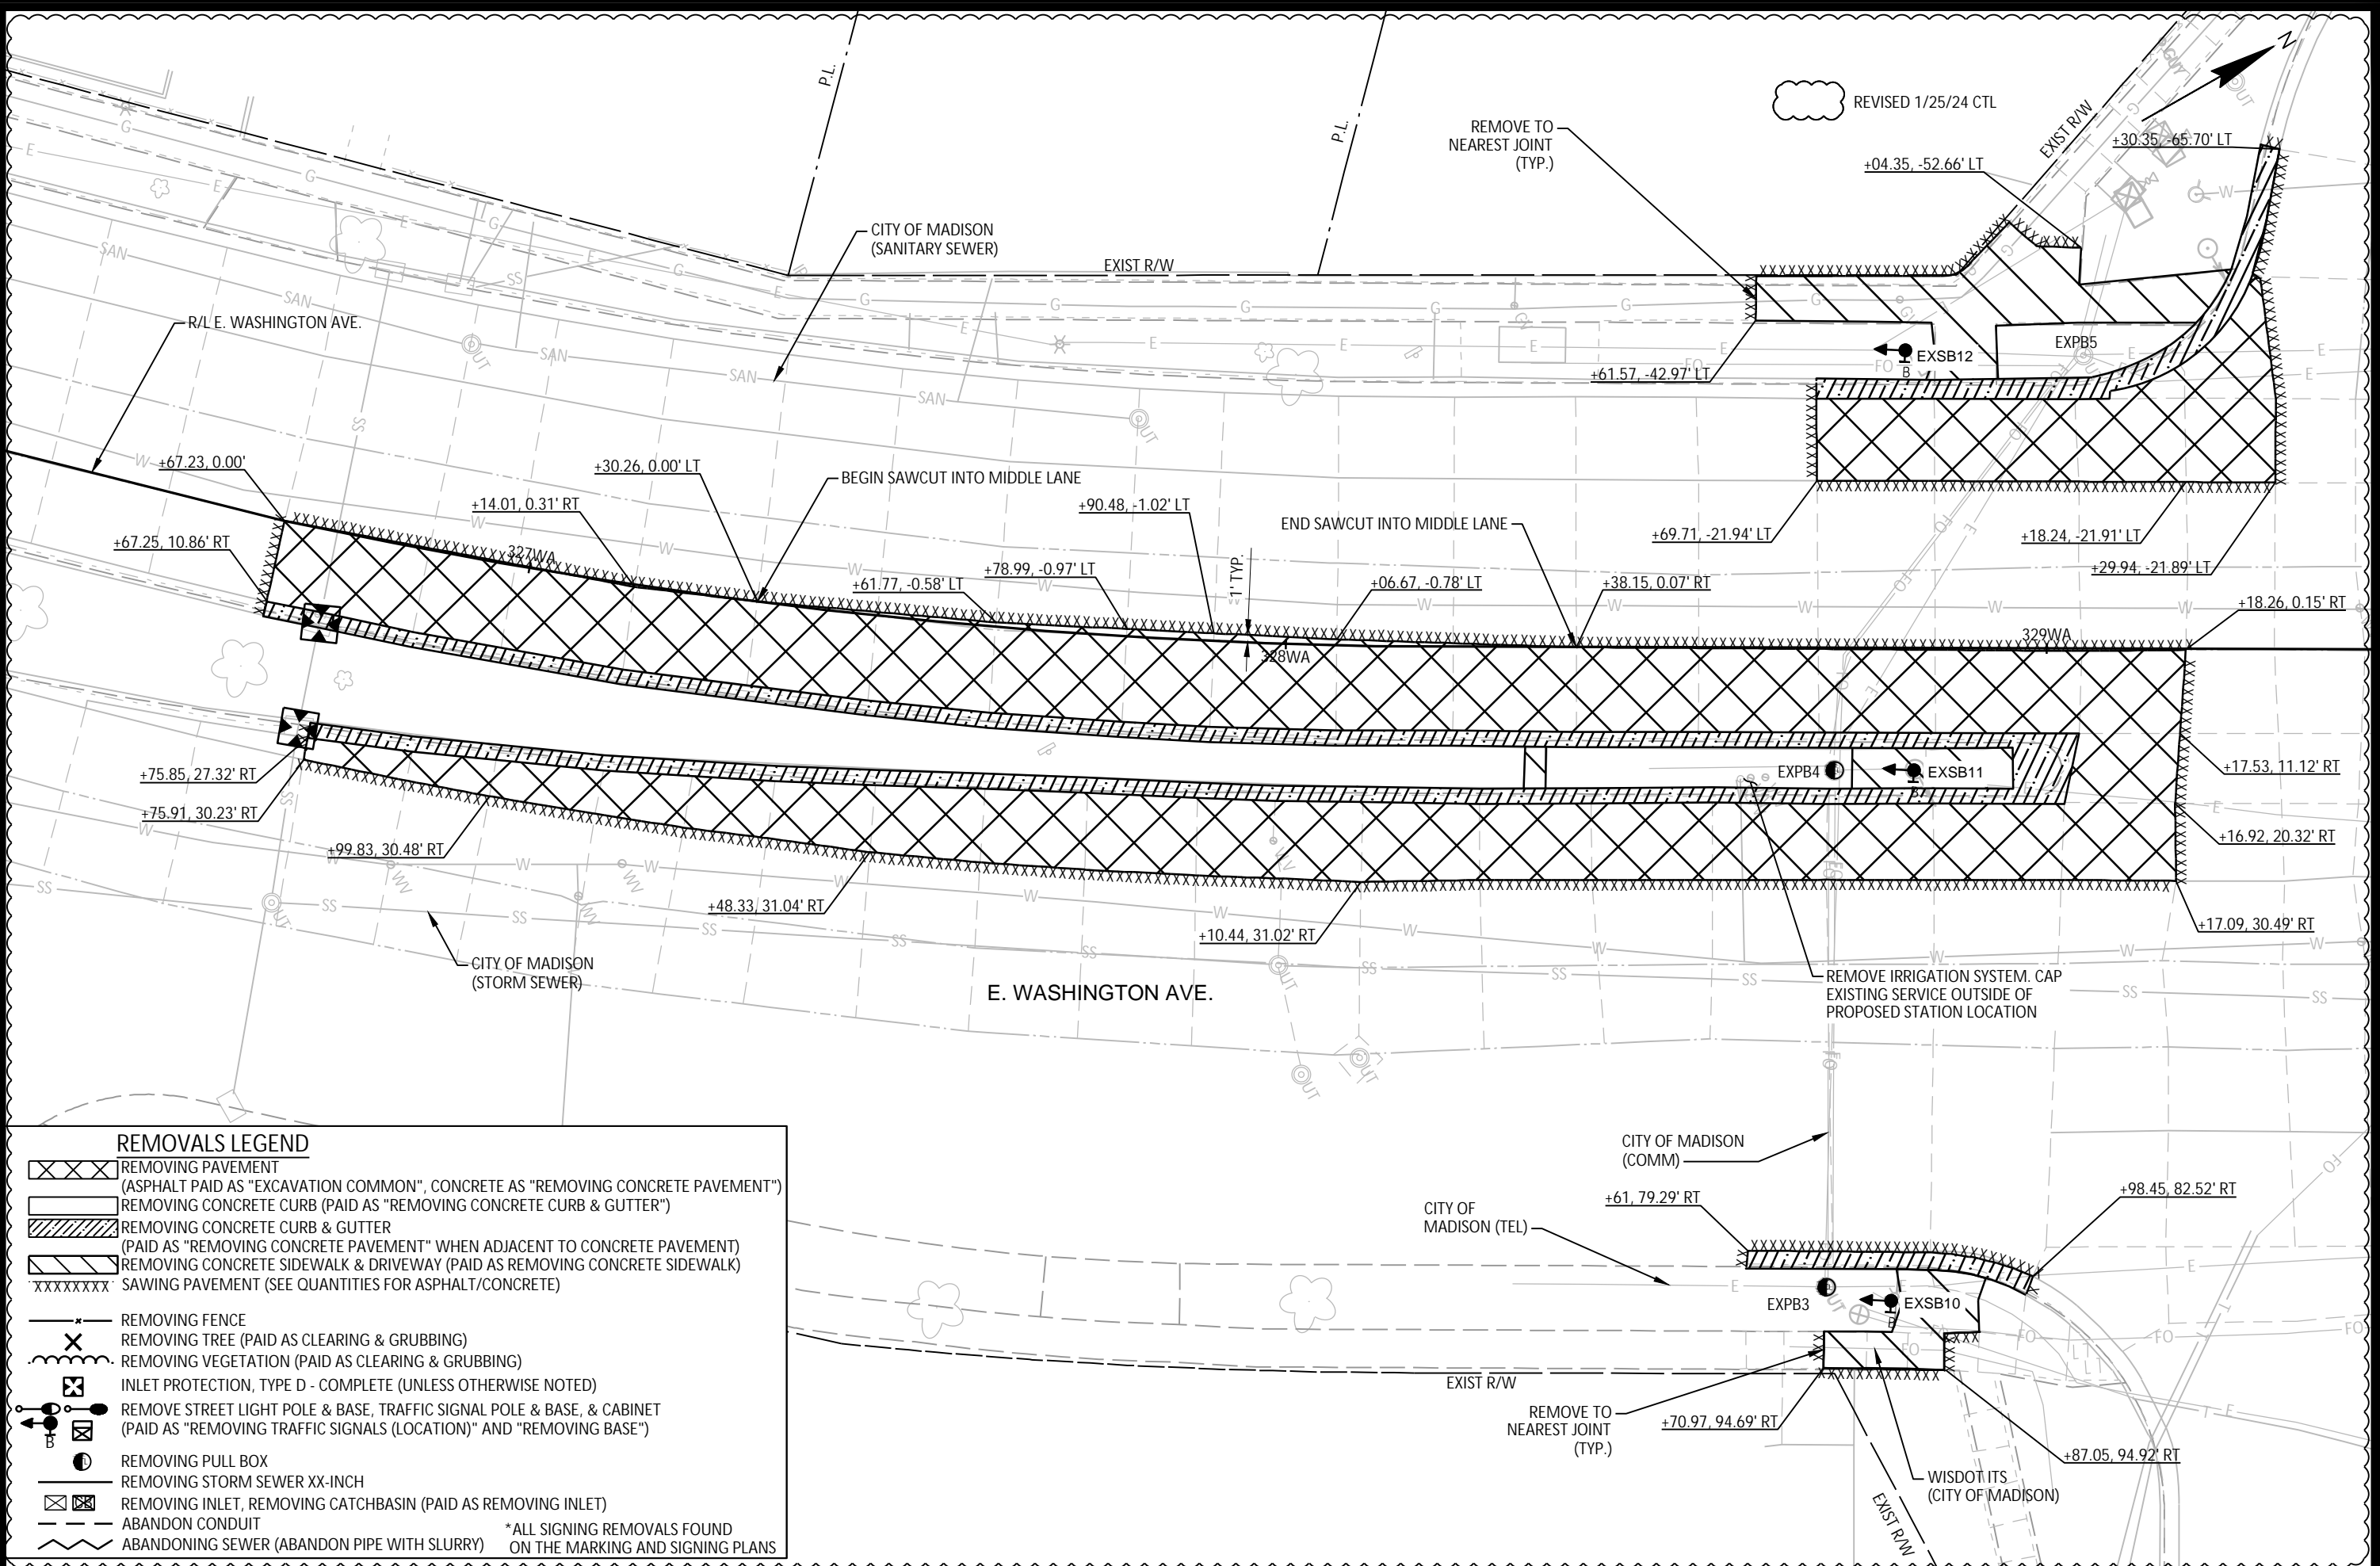 P.L.
P.L.
REVISED 1/25/24 CTL
N
EXIST R/W
GUY
UT
REMOVE TO
NEAREST JOINT
(TYP.)
+30.35, -65.70' LT
+04.35, -52.66' LT
CITY OF MADISON
(SANITARY SEWER)
EXIST R/W
R/L E. WASHINGTON AVE.
EXPB5
EXSB12
B
+61.57, -42.97' LT
+67.23, 0.00'
+30.26, 0.00' LT
BEGIN SAWCUT INTO MIDDLE LANE
+14.01, 0.31' RT
+90.48, -1.02' LT
END SAWCUT INTO MIDDLE LANE
+69.71, -21.94' LT
+18.24, -21.91' LT
+67.25, 10.86' RT
327WA
+61.77, -0.58' LT
+78.99, -0.97' LT
1' TYP.
+06.67, -0.78' LT
+38.15, 0.07' RT
+29.94, -21.89' LT
+18.26, 0.15' RT
328WA
329WA
+75.85, 27.32' RT
EXPB4
EXSB11
B
+17.53, 11.12' RT
+75.91, 30.23' RT
+99.83, 30.48' RT
+16.92, 20.32' RT
+48.33, 31.04' RT
+10.44, 31.02' RT
+17.09, 30.49' RT
CITY OF MADISON
(STORM SEWER)
E. WASHINGTON AVE.
REMOVE IRRIGATION SYSTEM. CAP
EXISTING SERVICE OUTSIDE OF
PROPOSED STATION LOCATION
CITY OF MADISON
(COMM)
+61, 79.29' RT
+98.45, 82.52' RT
CITY OF
MADISON (TEL)
EXPB3
EXSB10
B
EXIST R/W
REMOVE TO
NEAREST JOINT
(TYP.)
+70.97, 94.69' RT
+87.05, 94.92' RT
WISDOT ITS
(CITY OF MADISON)
EXIST R/W
REMOVALS LEGEND
REMOVING PAVEMENT
(ASPHALT PAID AS "EXCAVATION COMMON", CONCRETE AS "REMOVING CONCRETE PAVEMENT")
REMOVING CONCRETE CURB (PAID AS "REMOVING CONCRETE CURB & GUTTER")
REMOVING CONCRETE CURB & GUTTER
(PAID AS "REMOVING CONCRETE PAVEMENT" WHEN ADJACENT TO CONCRETE PAVEMENT)
REMOVING CONCRETE SIDEWALK & DRIVEWAY (PAID AS REMOVING CONCRETE SIDEWALK)
SAWING PAVEMENT (SEE QUANTITIES FOR ASPHALT/CONCRETE)
REMOVING FENCE
REMOVING TREE (PAID AS CLEARING & GRUBBING)
REMOVING VEGETATION (PAID AS CLEARING & GRUBBING)
INLET PROTECTION, TYPE D - COMPLETE (UNLESS OTHERWISE NOTED)
REMOVE STREET LIGHT POLE & BASE, TRAFFIC SIGNAL POLE & BASE, & CABINET
(PAID AS "REMOVING TRAFFIC SIGNALS (LOCATION)" AND "REMOVING BASE")
B
REMOVING PULL BOX
REMOVING STORM SEWER XX-INCH
REMOVING INLET, REMOVING CATCHBASIN (PAID AS REMOVING INLET)
ABANDON CONDUIT
ABANDONING SEWER (ABANDON PIPE WITH SLURRY)
*ALL SIGNING REMOVALS FOUND
ON THE MARKING AND SIGNING PLANS